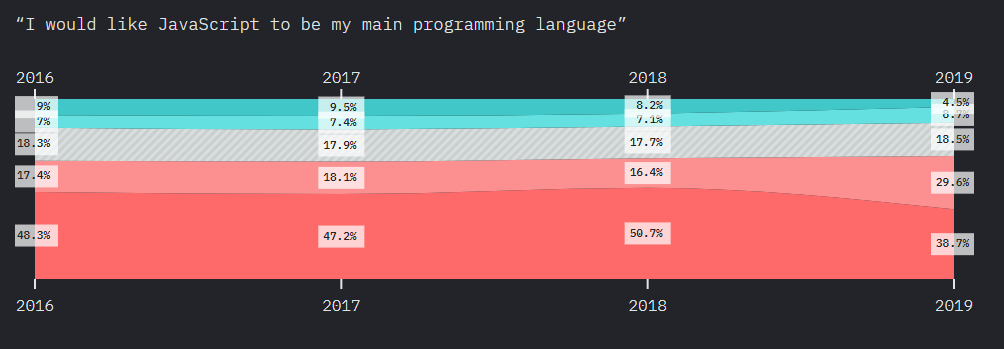 “I would like JavaScript to be my main programming language”
2016 2017 2018 2019
9% 9.5% 8.2% 4.5%
7% 7.4% 7.1%
18.3% 17.9% 17.7% 18.5%
17.4% 18.1% 16.4% 29.6%
48.3% 47.2% 50.7% 38.7%
2016 2017 2018 2019